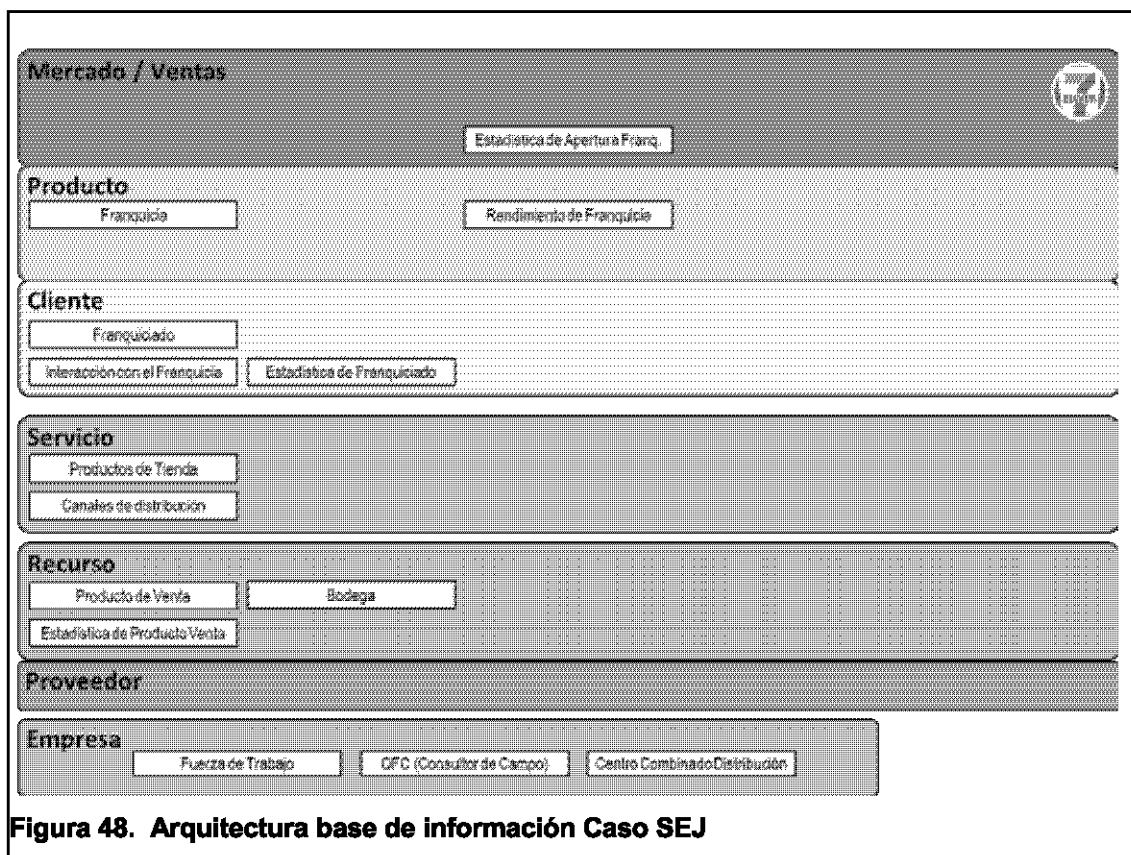 Mercado / Ventas
Estadística de Apertura Franq.
Producto
Franquicia
Rendimiento de Franquicia
Cliente
Franquiciado
Interacción con el Franquicia
Estadística de Franquiciado
Servicio
Productos de Tienda
Canales de distribución
Recurso
Producto de Venta
Bodega
Estadística de Producto Venta
Proveedor
Empresa
Fuerza de Trabajo
OFC (Consultor de Campo)
Centro Combinado Distribución
Figura 48. Arquitectura base de información Caso SEJ